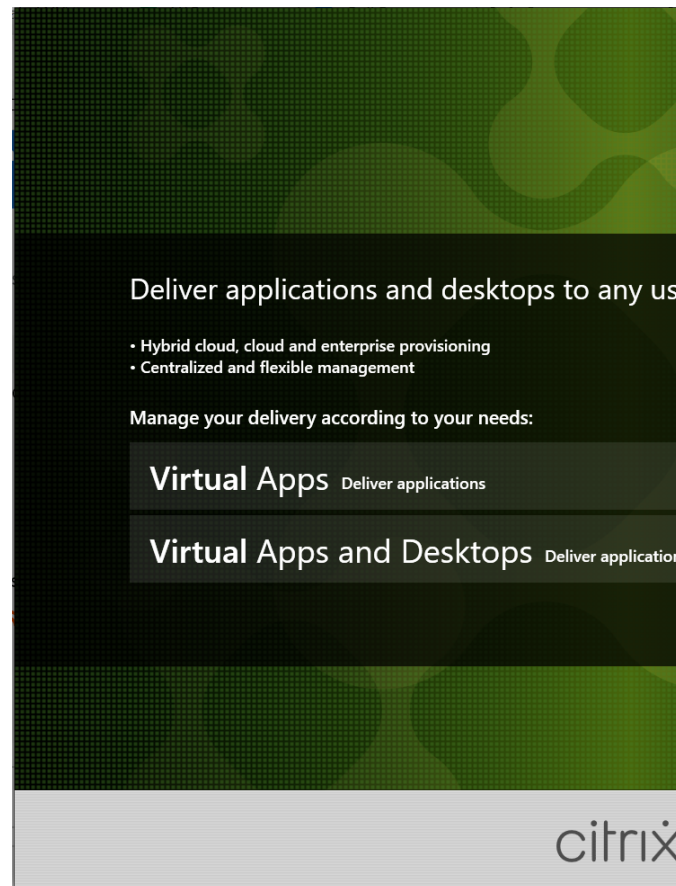 Deliver applications and desktops to any us
• Hybrid cloud, cloud and enterprise provisioning
• Centralized and flexible management
Manage your delivery according to your needs:
Virtual Apps Deliver applications
Virtual Apps and Desktops Deliver application
citrix